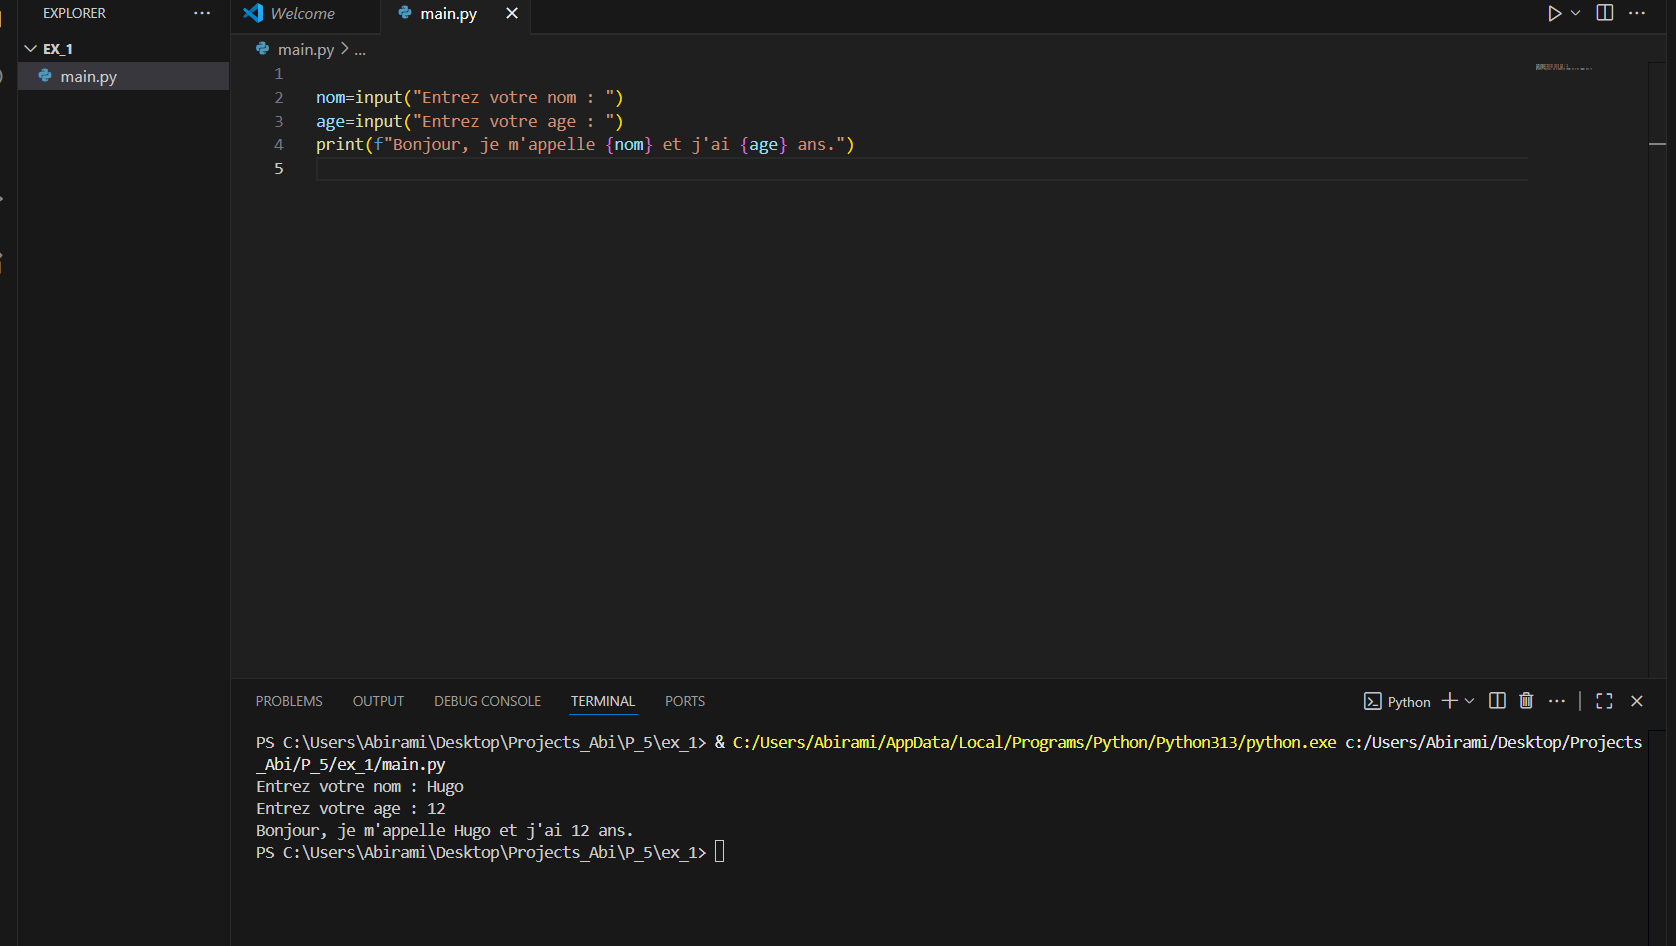 EXPLORER
EX_1
main.py
Welcome
main.py
main.py > ...
1
2 nom=input("Entrez votre nom : ")
3 age=input("Entrez votre age : ")
4 print(f"Bonjour, je m'appelle {nom} et j'ai {age} ans.")
5
PROBLEMS OUTPUT DEBUG CONSOLE TERMINAL PORTS Python
PS C:\Users\Abirami\Desktop\Projects_Abi\P_5\ex_1> & C:/Users/Abirami/AppData/Local/Programs/Python/Python313/python.exe c:/Users/Abirami/Desktop/Projects
_Abi/P_5/ex_1/main.py
Entrez votre nom : Hugo
Entrez votre age : 12
Bonjour, je m'appelle Hugo et j'ai 12 ans.
PS C:\Users\Abirami\Desktop\Projects_Abi\P_5\ex_1>